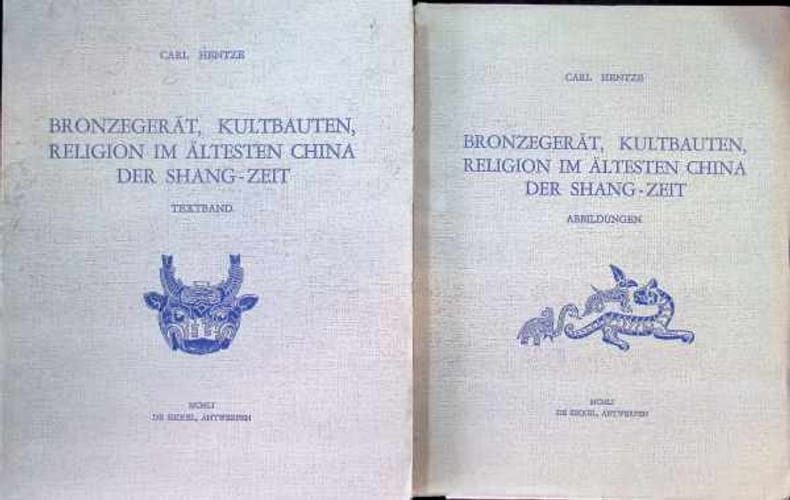 CARL HENTZE
BRONZEGERÄT, KULTBAUTEN,
RELIGION IM ÄLTESTEN CHINA
DER SHANG-ZEIT
TEXTBAND
MCMLI
DE SIKKEL, ANTWERPEN
CARL HENTZE
BRONZEGERÄT, KULTBAUTEN,
RELIGION IM ÄLTESTEN CHINA
DER SHANG-ZEIT
ABBILDUNGEN
MCMLI
DE SIKKEL, ANTWERPEN